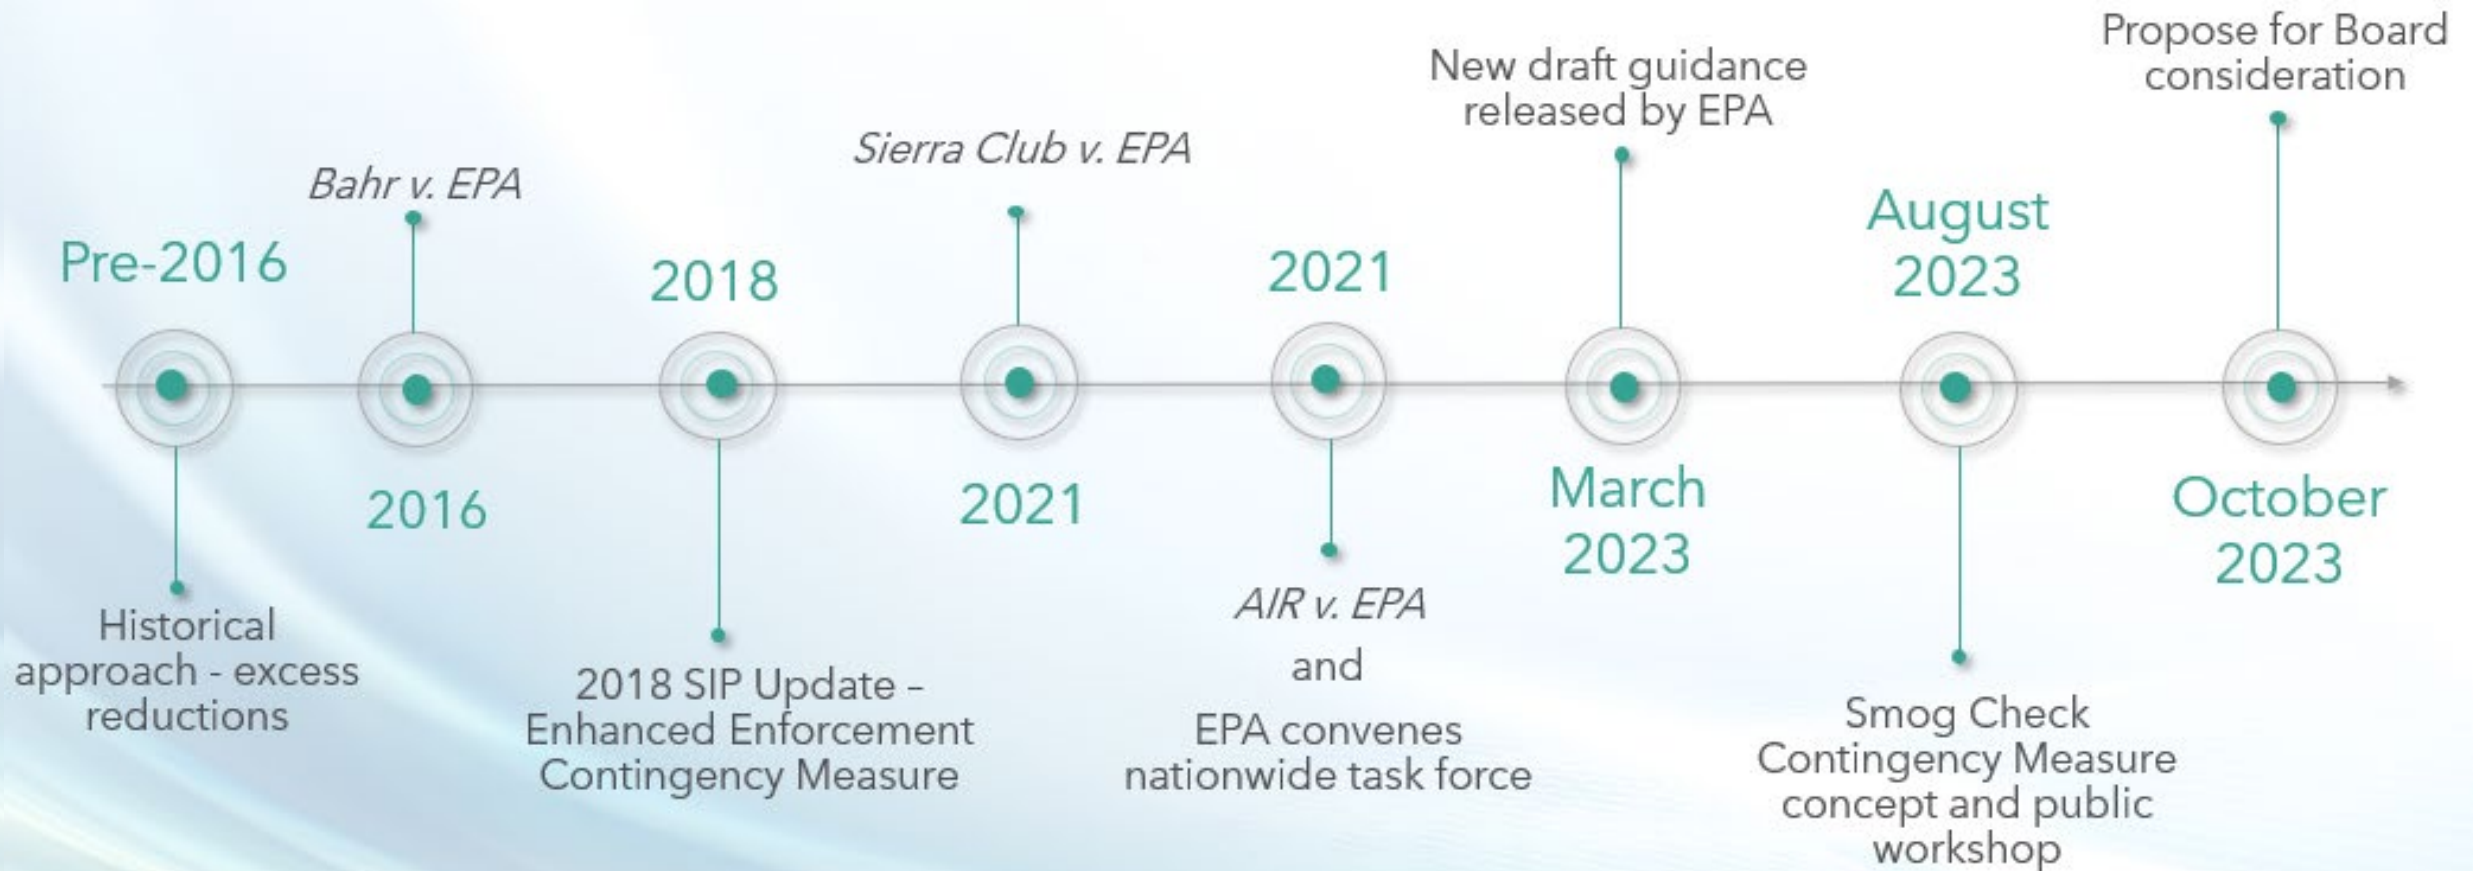 Pre-2016
Historical
approach - excess
reductions
Bahr v. EPA
2016
2018
2018 SIP Update –
Enhanced Enforcement
Contingency Measure
Sierra Club v. EPA
2021
2021
AIR v. EPA
and
EPA convenes
nationwide task force
New draft guidance
released by EPA
March
2023
August
2023
Smog Check
Contingency Measure
concept and public
workshop
Propose for Board
consideration
October
2023